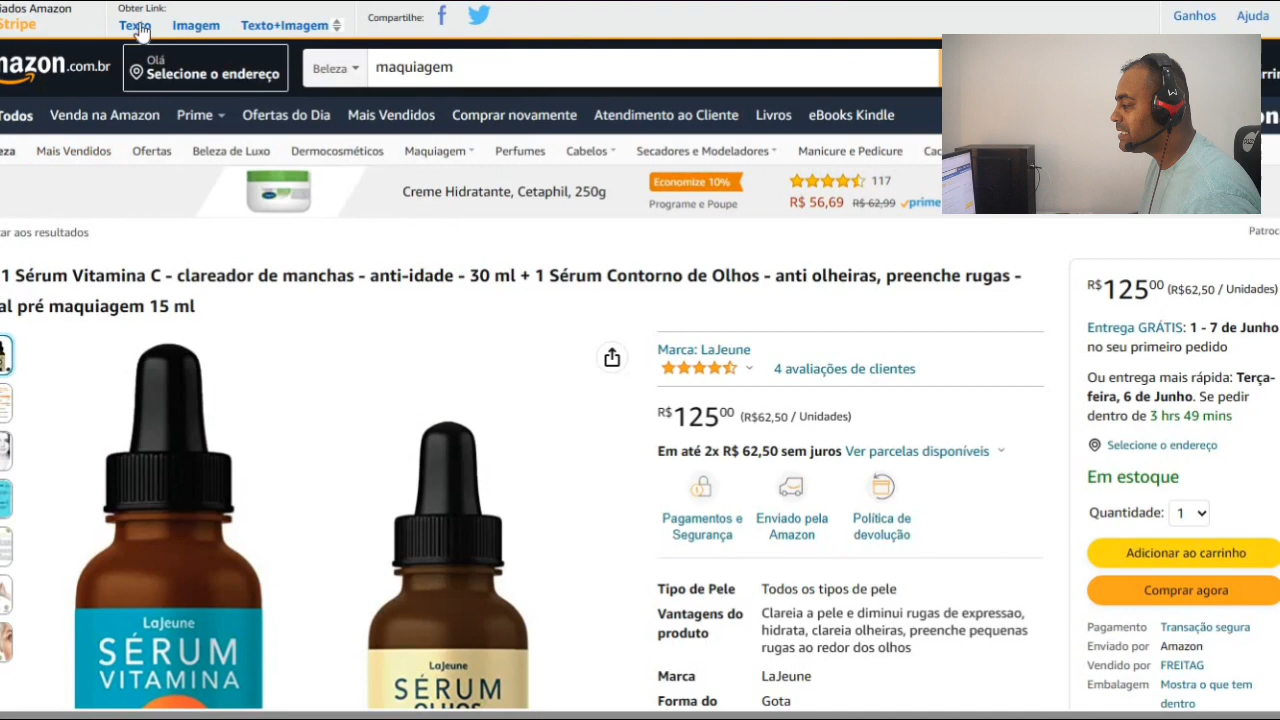 iados Amazon
Stripe
Obter Link:
Texto Imagem Texto+Imagem
Compartilhe:
Ganhos Ajuda
mazon.com.br
Olá
Selecione o endereço
Beleza
maquiagem
Todos Venda na Amazon Prime Ofertas do Dia Mais Vendidos Comprar novamente Atendimento ao Cliente Livros eBooks Kindle
eza Mais Vendidos Ofertas Beleza de Luxo Dermocosméticos Maquiagem Perfumes Cabelos Secadores e Modeladores Manicure e Pedicure
Creme Hidratante, Cetaphil, 250g
Economize 10%
Programe e Poupe
117
R$ 56,69 R$ 62,99 prime
tar aos resultados
Patroc
1 Sérum Vitamina C - clareador de manchas - anti-idade - 30 ml + 1 Sérum Contorno de Olhos - anti olheiras, preenche rugas -
al pré maquiagem 15 ml
Marca: LaJeune
4 avaliações de clientes
R$12500 (R$62,50 / Unidades)
Em até 2x R$ 62,50 sem juros Ver parcelas disponíveis
Pagamentos e
Segurança
Enviado pela
Amazon
Política de
devolução
Tipo de Pele Todos os tipos de pele
Vantagens do
produto
Clareia a pele e diminui rugas de expressao,
hidrata, clareia olheiras, preenche pequenas
rugas ao redor dos olhos
Marca LaJeune
Forma do Gota
LaJeune
SÉRUM
VITAMINA
LaJeune
SÉRUM
OLHOS
R$12500 (R$62,50 / Unidades)
Entrega GRÁTIS: 1 - 7 de Junho
no seu primeiro pedido
Ou entrega mais rápida: Terça-
feira, 6 de Junho. Se pedir
dentro de 3 hrs 49 mins
Selecione o endereço
Em estoque
Quantidade: 1
Adicionar ao carrinho
Comprar agora
Pagamento Transação segura
Enviado por Amazon
Vendido por FREITAG
Embalagem Mostra o que tem
dentro